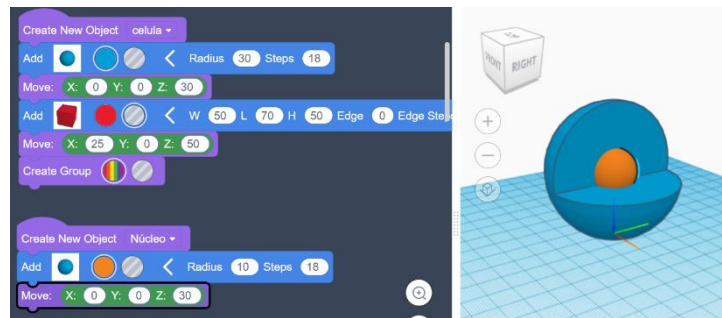 Create New Object celula
Add Radius 30 Steps 18
Move: X: 0 Y: 0 Z: 30
Add W 50 L 70 H 50 Edge 0 Edge Ste
Move: X: 25 Y: 0 Z: 50
Create Group
Create New Object Núcleo
Add Radius 10 Steps 18
Move: X: 0 Y: 0 Z: 30
FRONT RIGHT